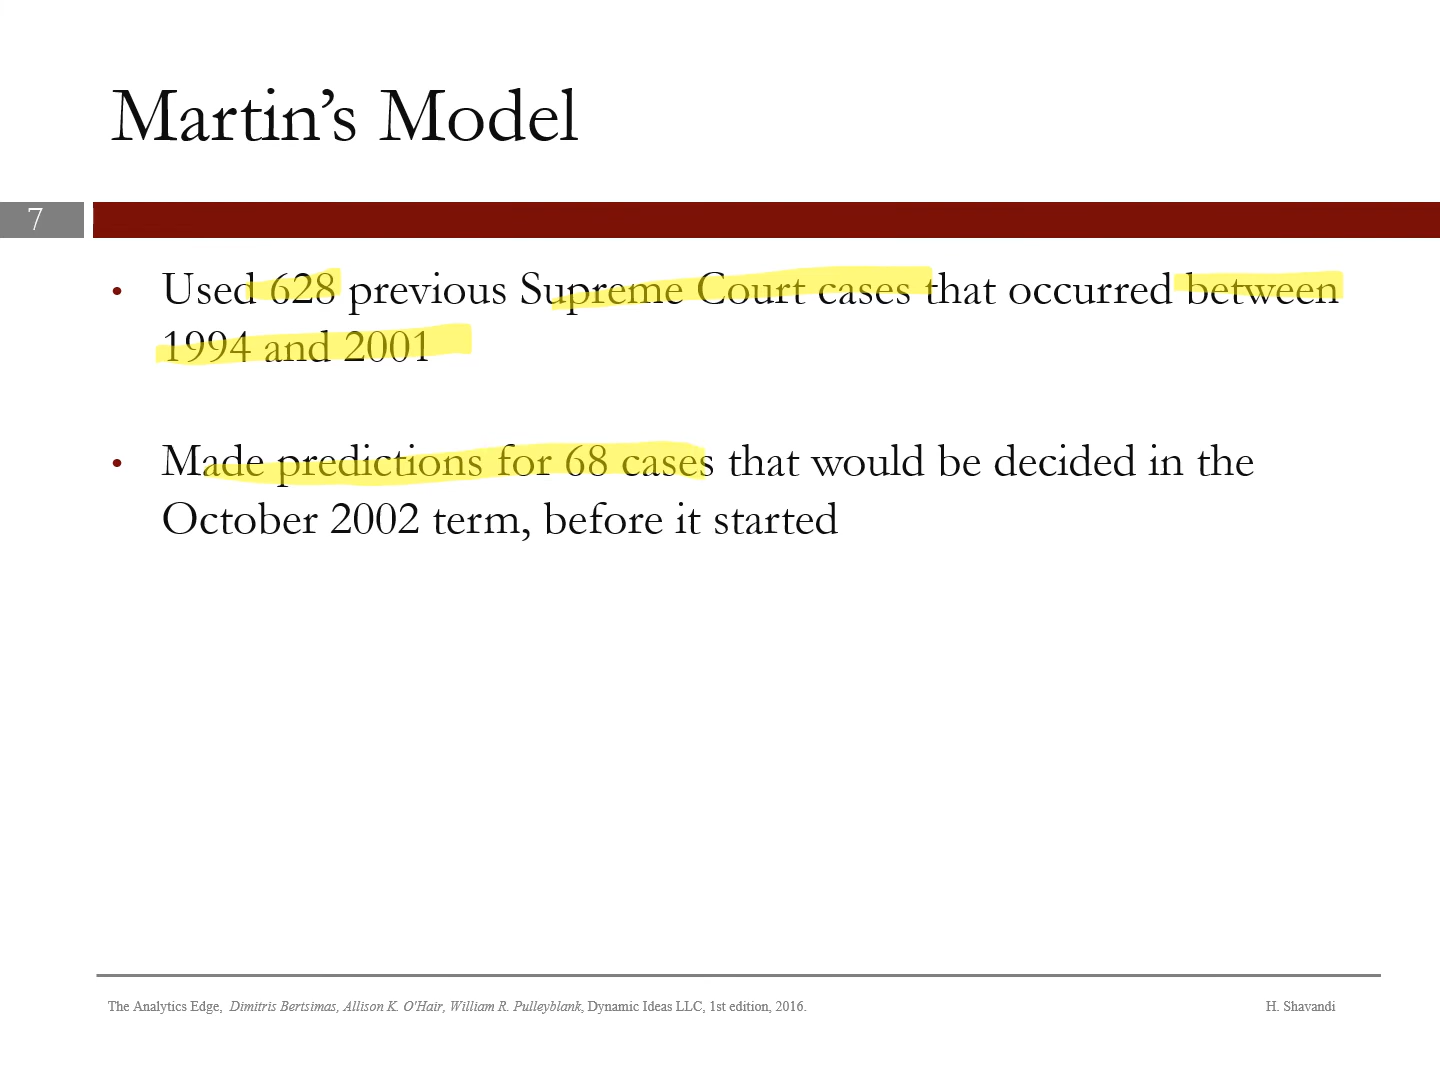 Martin’s Model
7
• Used 628 previous Supreme Court cases that occurred between
1994 and 2001
• Made predictions for 68 cases that would be decided in the
October 2002 term, before it started
The Analytics Edge, Dimitris Bertsimas, Allison K. O'Hair, William R. Pulleyblank, Dynamic Ideas LLC, 1st edition, 2016. H. Shavandi